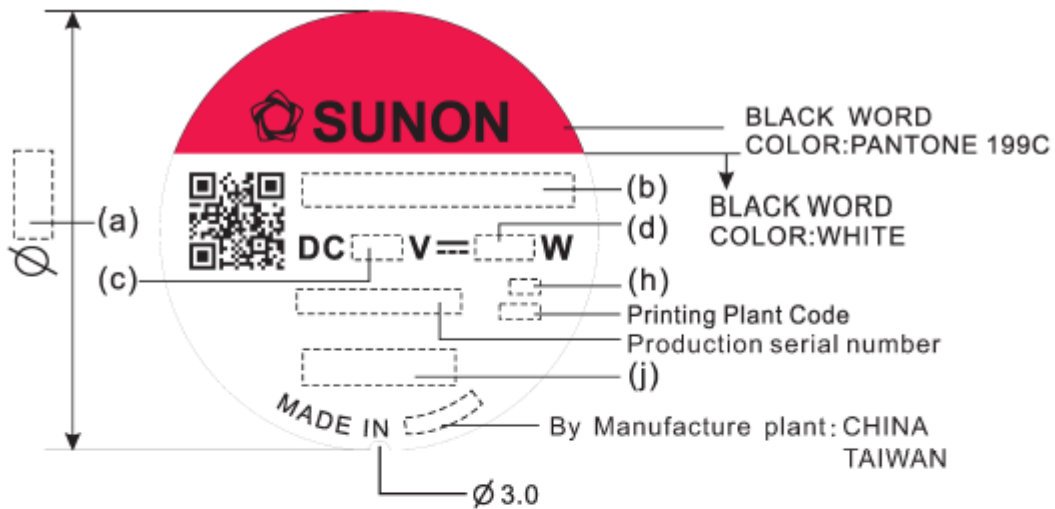 SUNON
BLACK WORD
COLOR:PANTONE 199C
(b)
BLACK WORD
COLOR:WHITE
(a)
Ø
(d)
DC V W
(c)
(h)
Printing Plant Code
Production serial number
(j)
MADE IN
By Manufacture plant: CHINA
TAIWAN
Ø 3.0